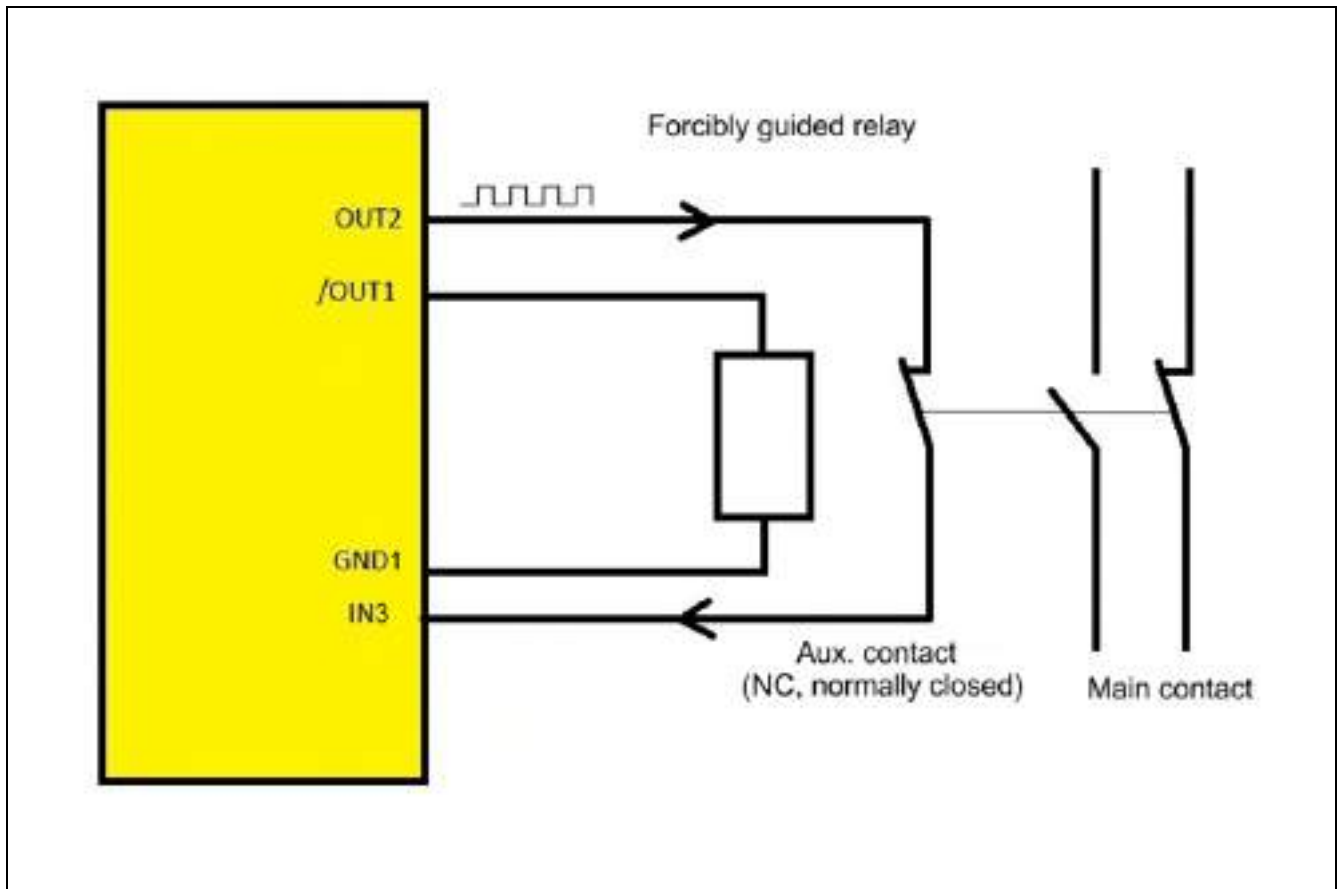 Forcibly guided relay
OUT2
/OUT1
GND1
IN3
Aux. contact
(NC, normally closed)
Main contact